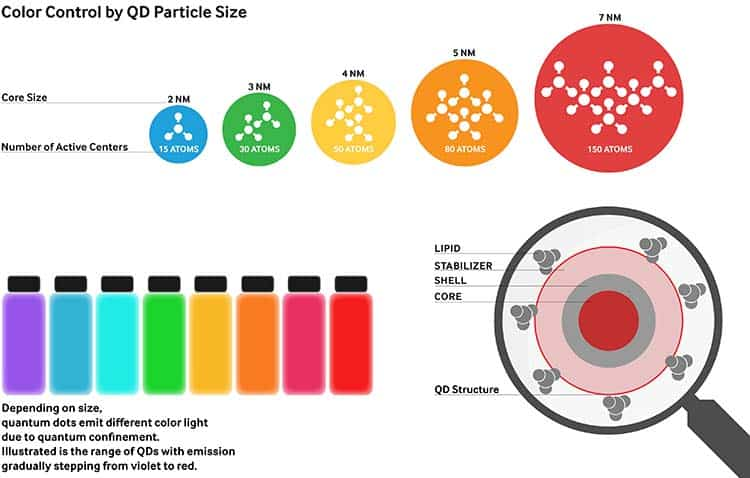 Color Control by QD Particle Size
7 NM
5 NM
4 NM
3 NM
2 NM
Core Size
Number of Active Centers
15 ATOMS
30 ATOMS
50 ATOMS
80 ATOMS
150 ATOMS
LIPID
STABILIZER
SHELL
CORE
QD Structure
Depending on size,
quantum dots emit different color light
due to quantum confinement.
Illustrated is the range of QDs with emission
gradually stepping from violet to red.